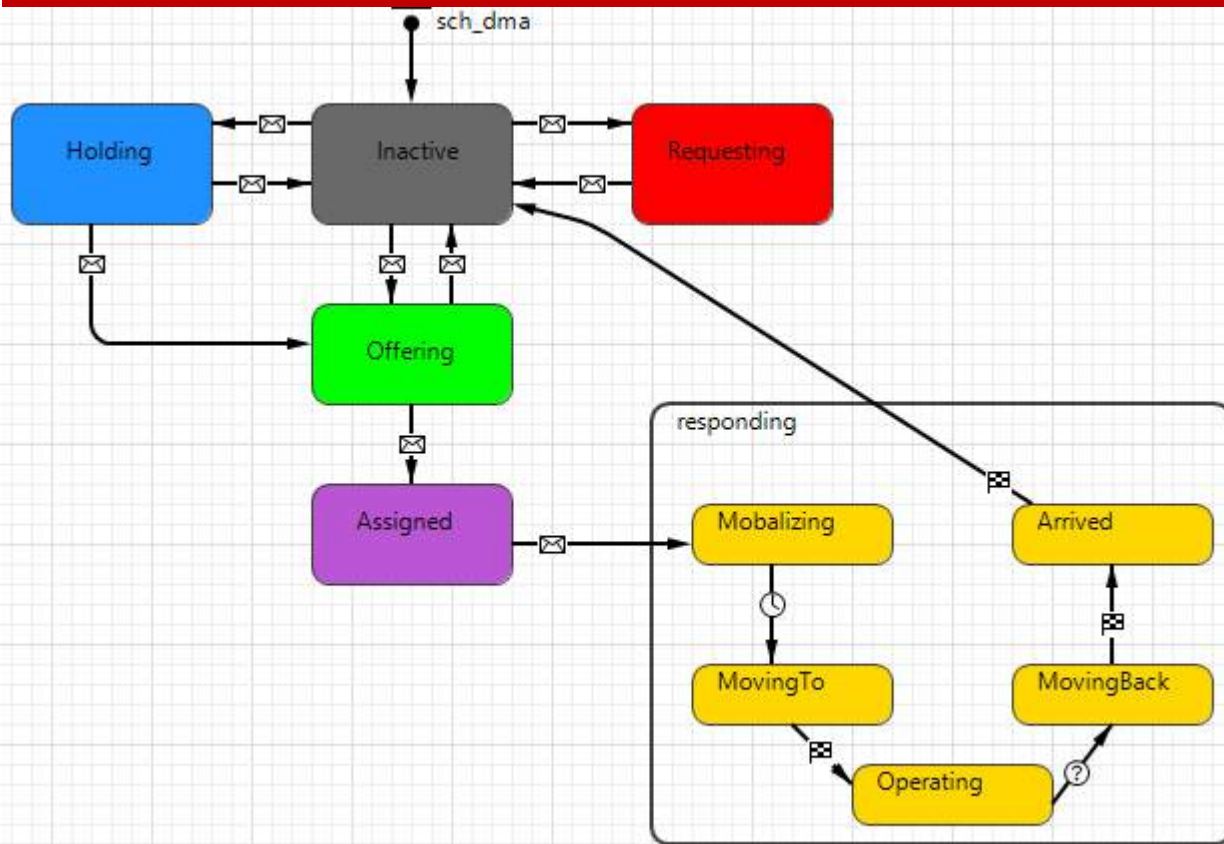 sch_dma
Holding
Inactive
Requesting
Offering
responding
Assigned
Mobalizing
Arrived
MovingTo
MovingBack
Operating
?